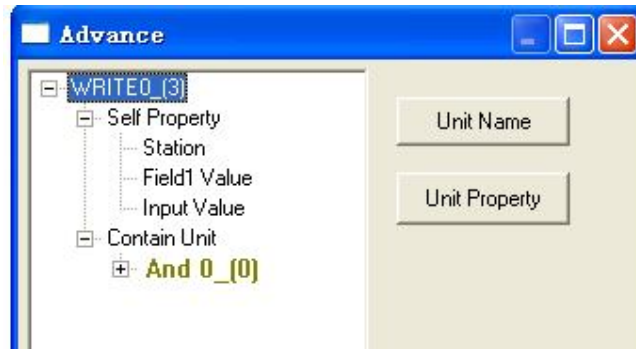 Advance
WRITE0_(3)
Self Property
Station
Field1 Value
Input Value
Contain Unit
And 0_(0)
Unit Name
Unit Property